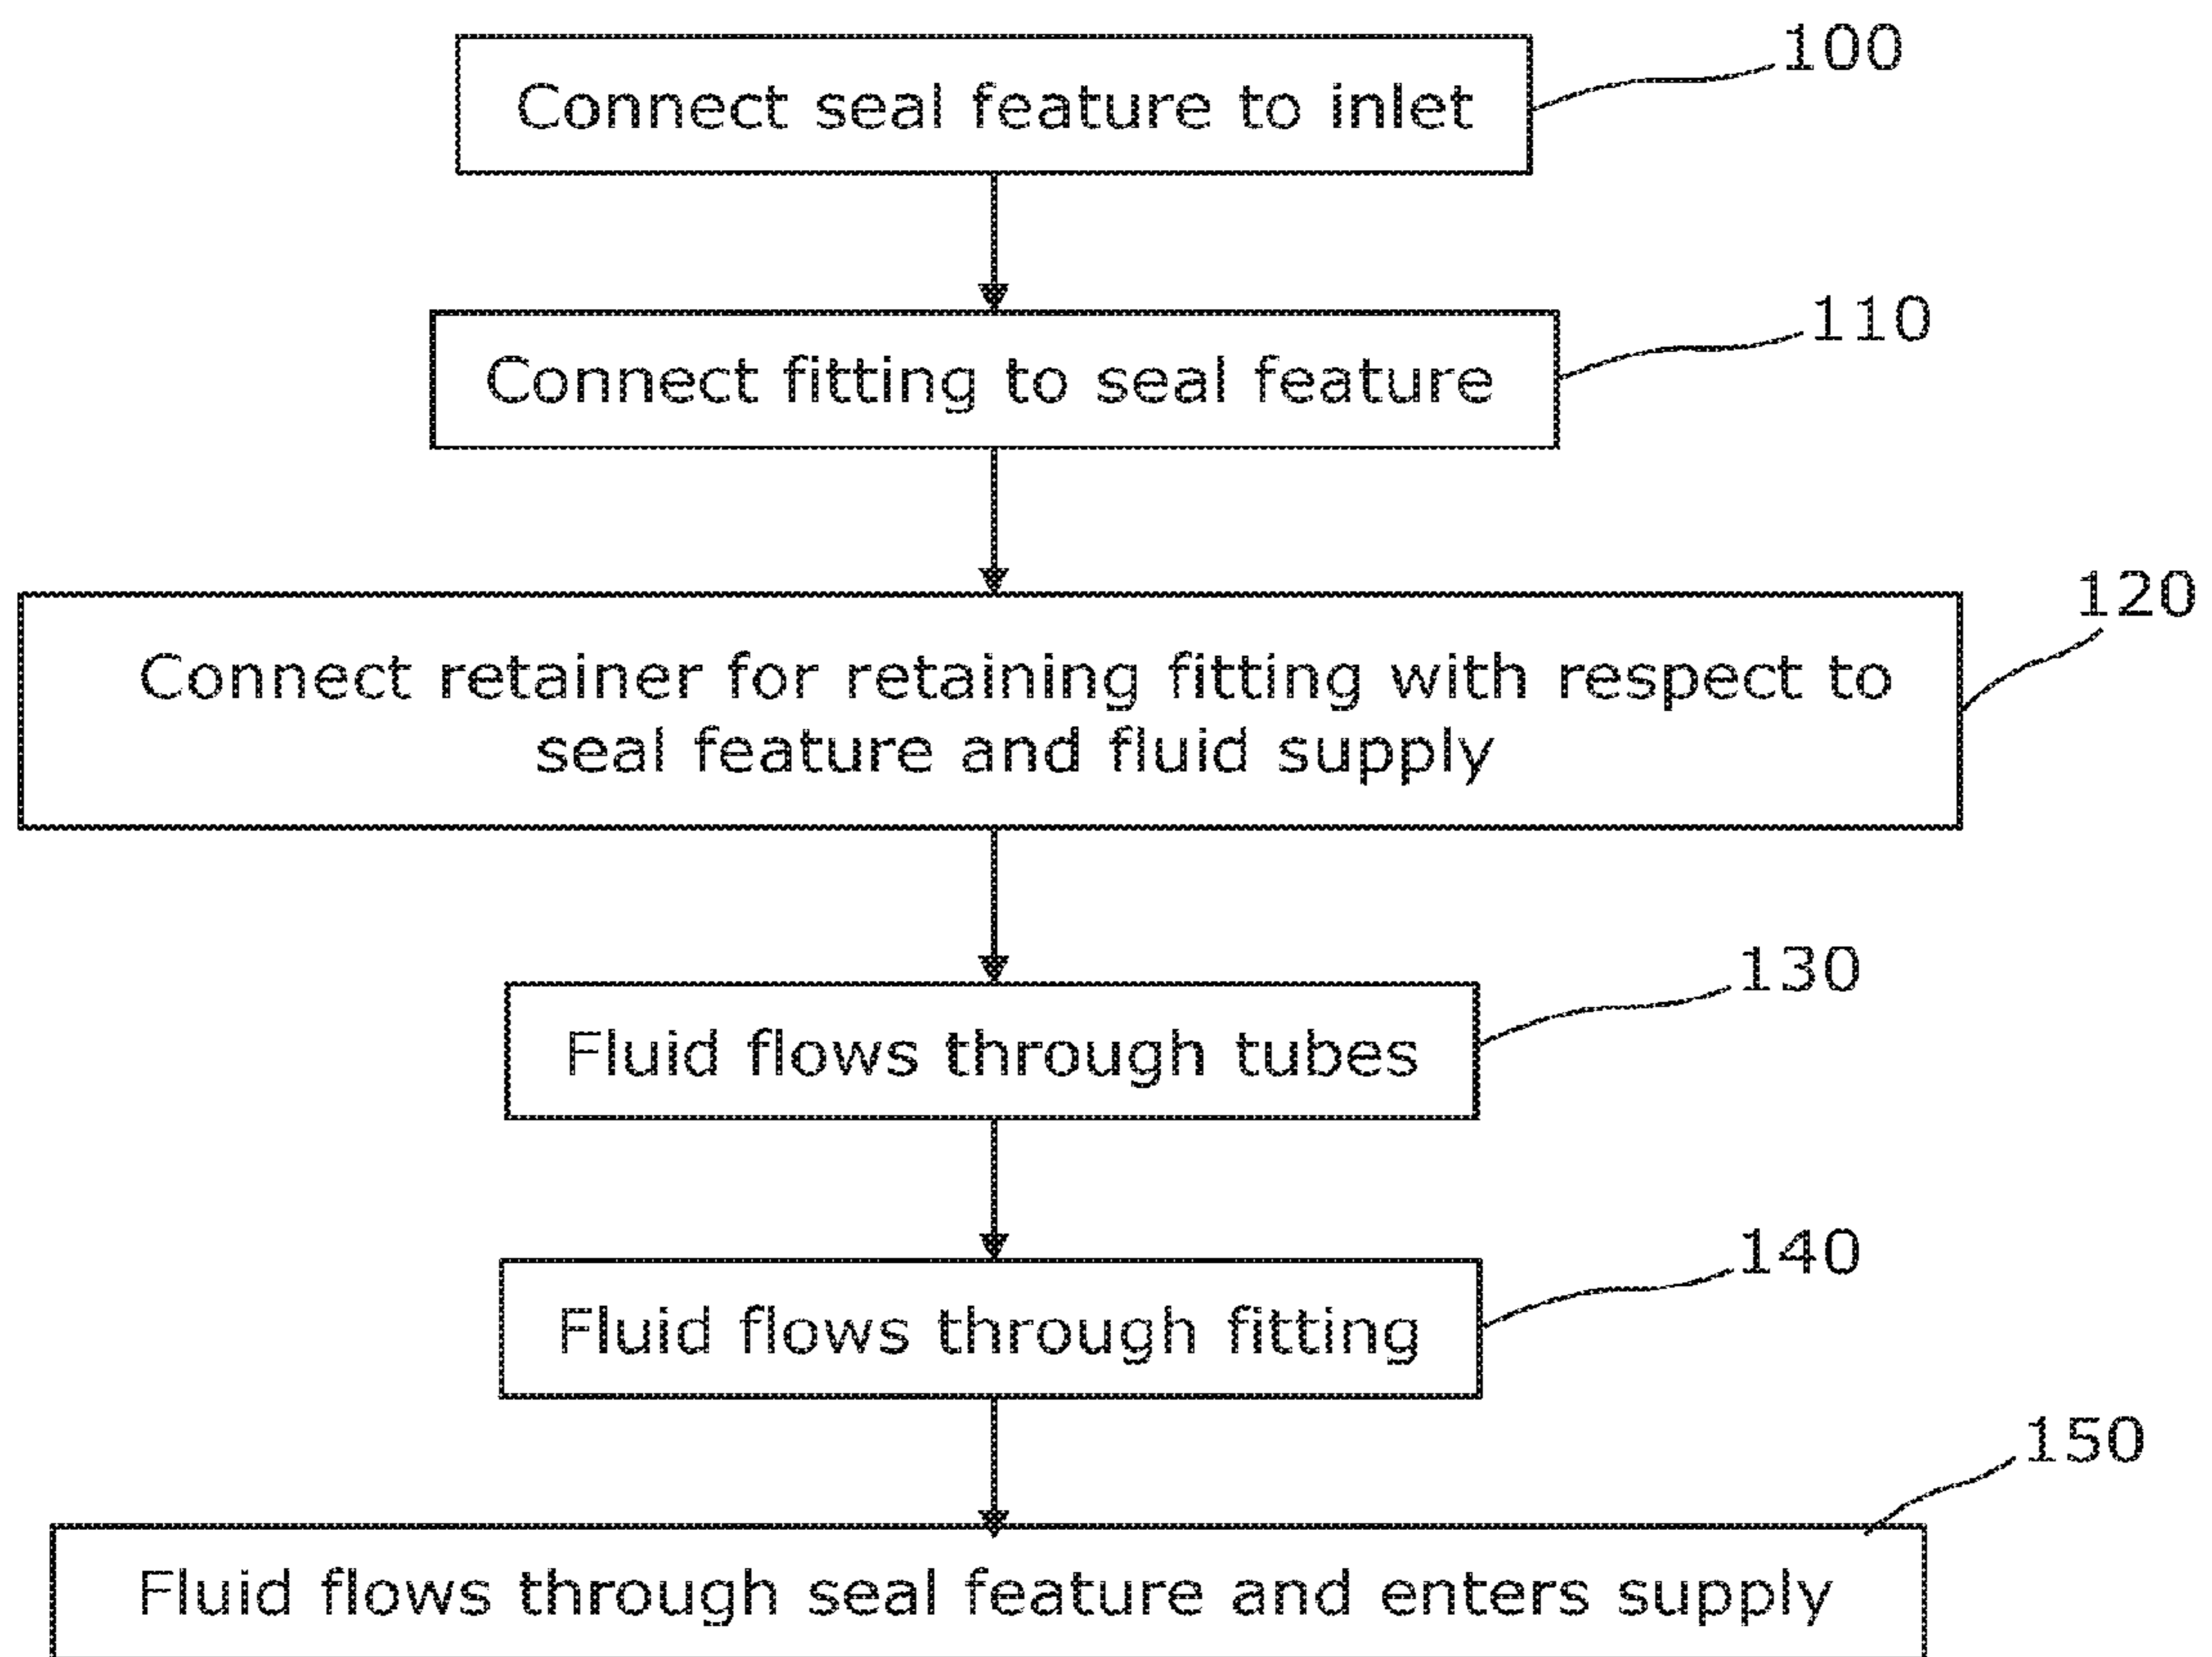 100
Connect seal feature to inlet
110
Connect fitting to seal feature
120
Connect retainer for retaining fitting with respect to
seal feature and fluid supply
130
Fluid flows through tubes
140
Fluid flows through fitting
150
Fluid flows through seal feature and enters supply